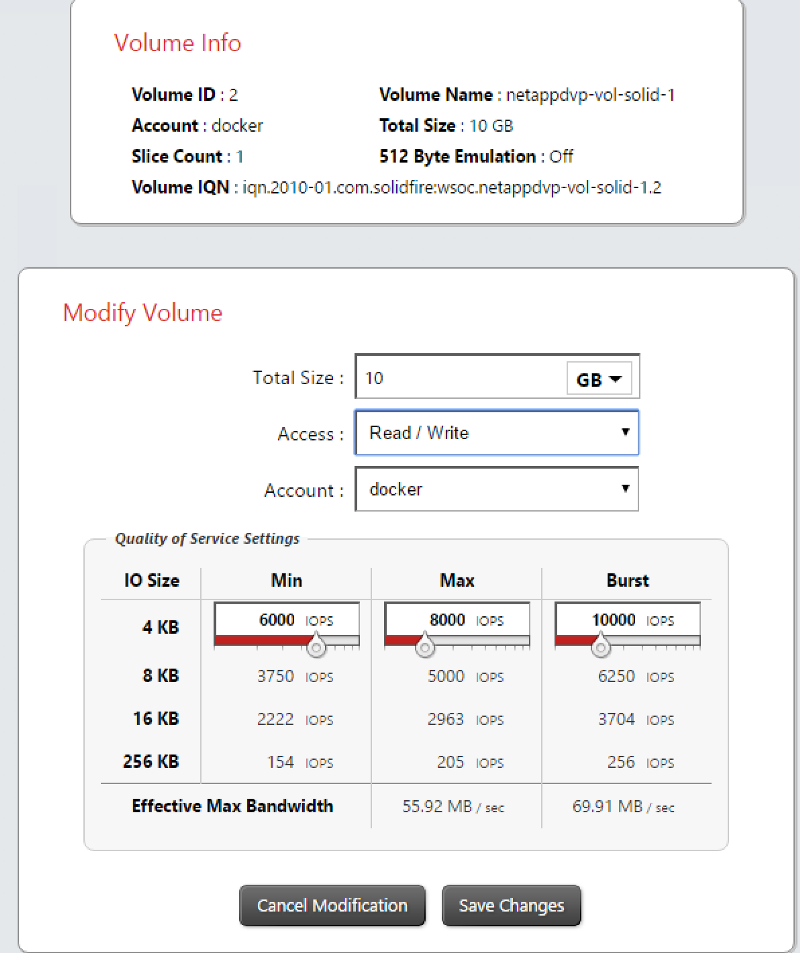 Volume Info
Volume ID : 2 Volume Name : netappdvp-vol-solid-1
Account : docker Total Size : 10 GB
Slice Count : 1 512 Byte Emulation : Off
Volume IQN : iqn.2010-01.com.solidfire:wsoc.netappdvp-vol-solid-1.2
Modify Volume
Total Size : 10 GB
Access : Read / Write
Account : docker
Quality of Service Settings
IO Size Min Max Burst
4 KB 6000 IOPS 8000 IOPS 10000 IOPS
8 KB 3750 IOPS 5000 IOPS 6250 IOPS
16 KB 2222 IOPS 2963 IOPS 3704 IOPS
256 KB 154 IOPS 205 IOPS 256 IOPS
Effective Max Bandwidth 55.92 MB / sec 69.91 MB / sec
Cancel Modification Save Changes